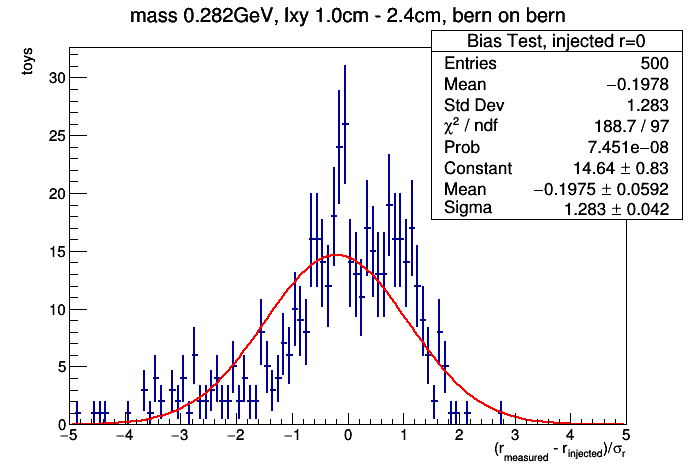 mass 0.282GeV, lxy 1.0cm - 2.4cm, bern on bern
toys
Bias Test, injected r=0
Entries 500
Mean −0.1978
Std Dev 1.283
χ² / ndf 188.7 / 97
Prob 7.451e−08
Constant 14.64 ± 0.83
Mean −0.1975 ± 0.0592
Sigma 1.283 ± 0.042
30
25
20
15
10
5
0
−5 −4 −3 −2 −1 0 1 2 3 4 5
(r_measured - r_injected)/σ_r